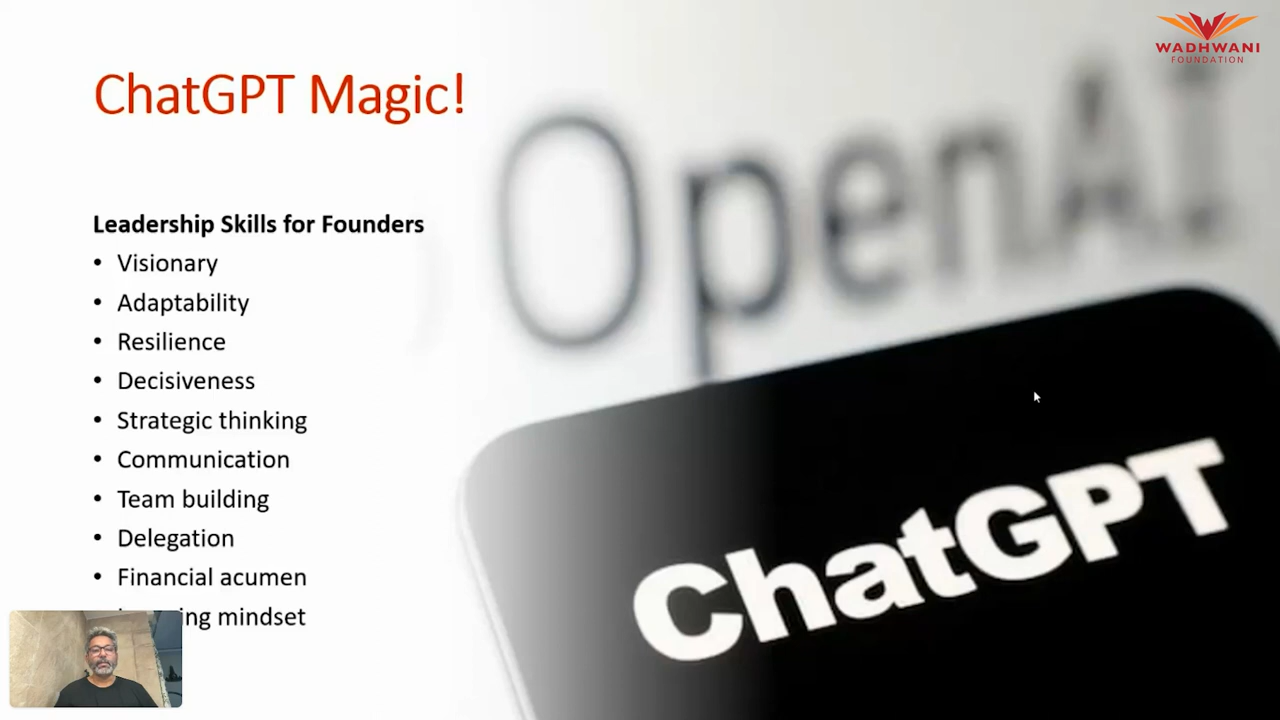 WADHWANI
FOUNDATION
ChatGPT Magic!
OpenAI
Leadership Skills for Founders
• Visionary
• Adaptability
• Resilience
• Decisiveness
• Strategic thinking
• Communication
• Team building
• Delegation
• Financial acumen
mindset
ChatGPT